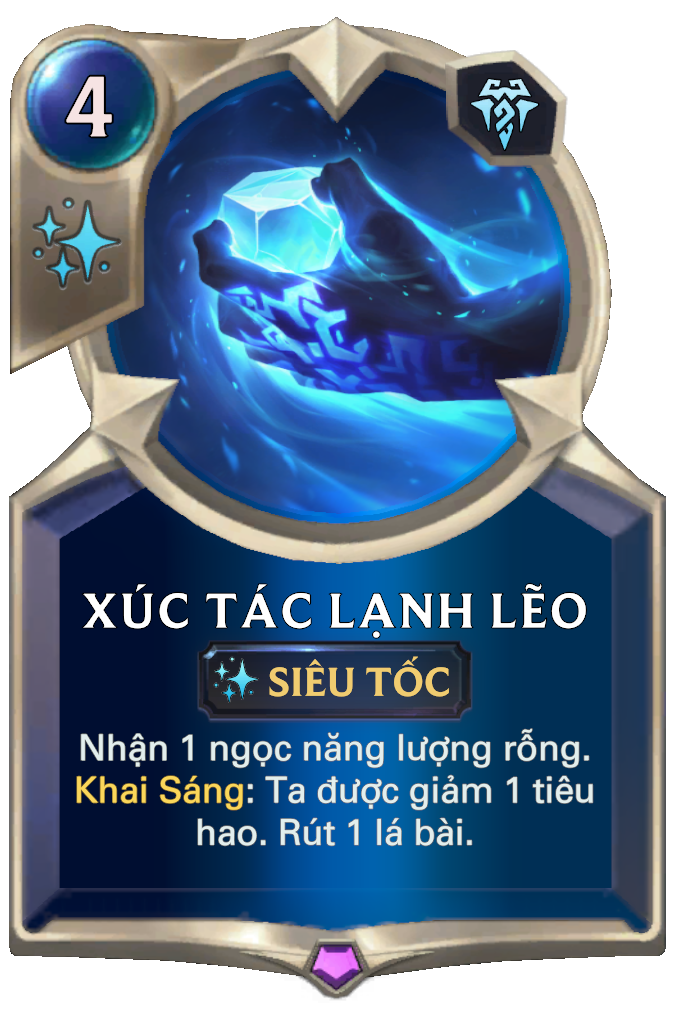 4
XÚC TÁC LẠNH LẼO
SIÊU TỐC
Nhận 1 ngọc năng lượng rỗng.
Khai Sáng: Ta được giảm 1 tiêu
hao. Rút 1 lá bài.